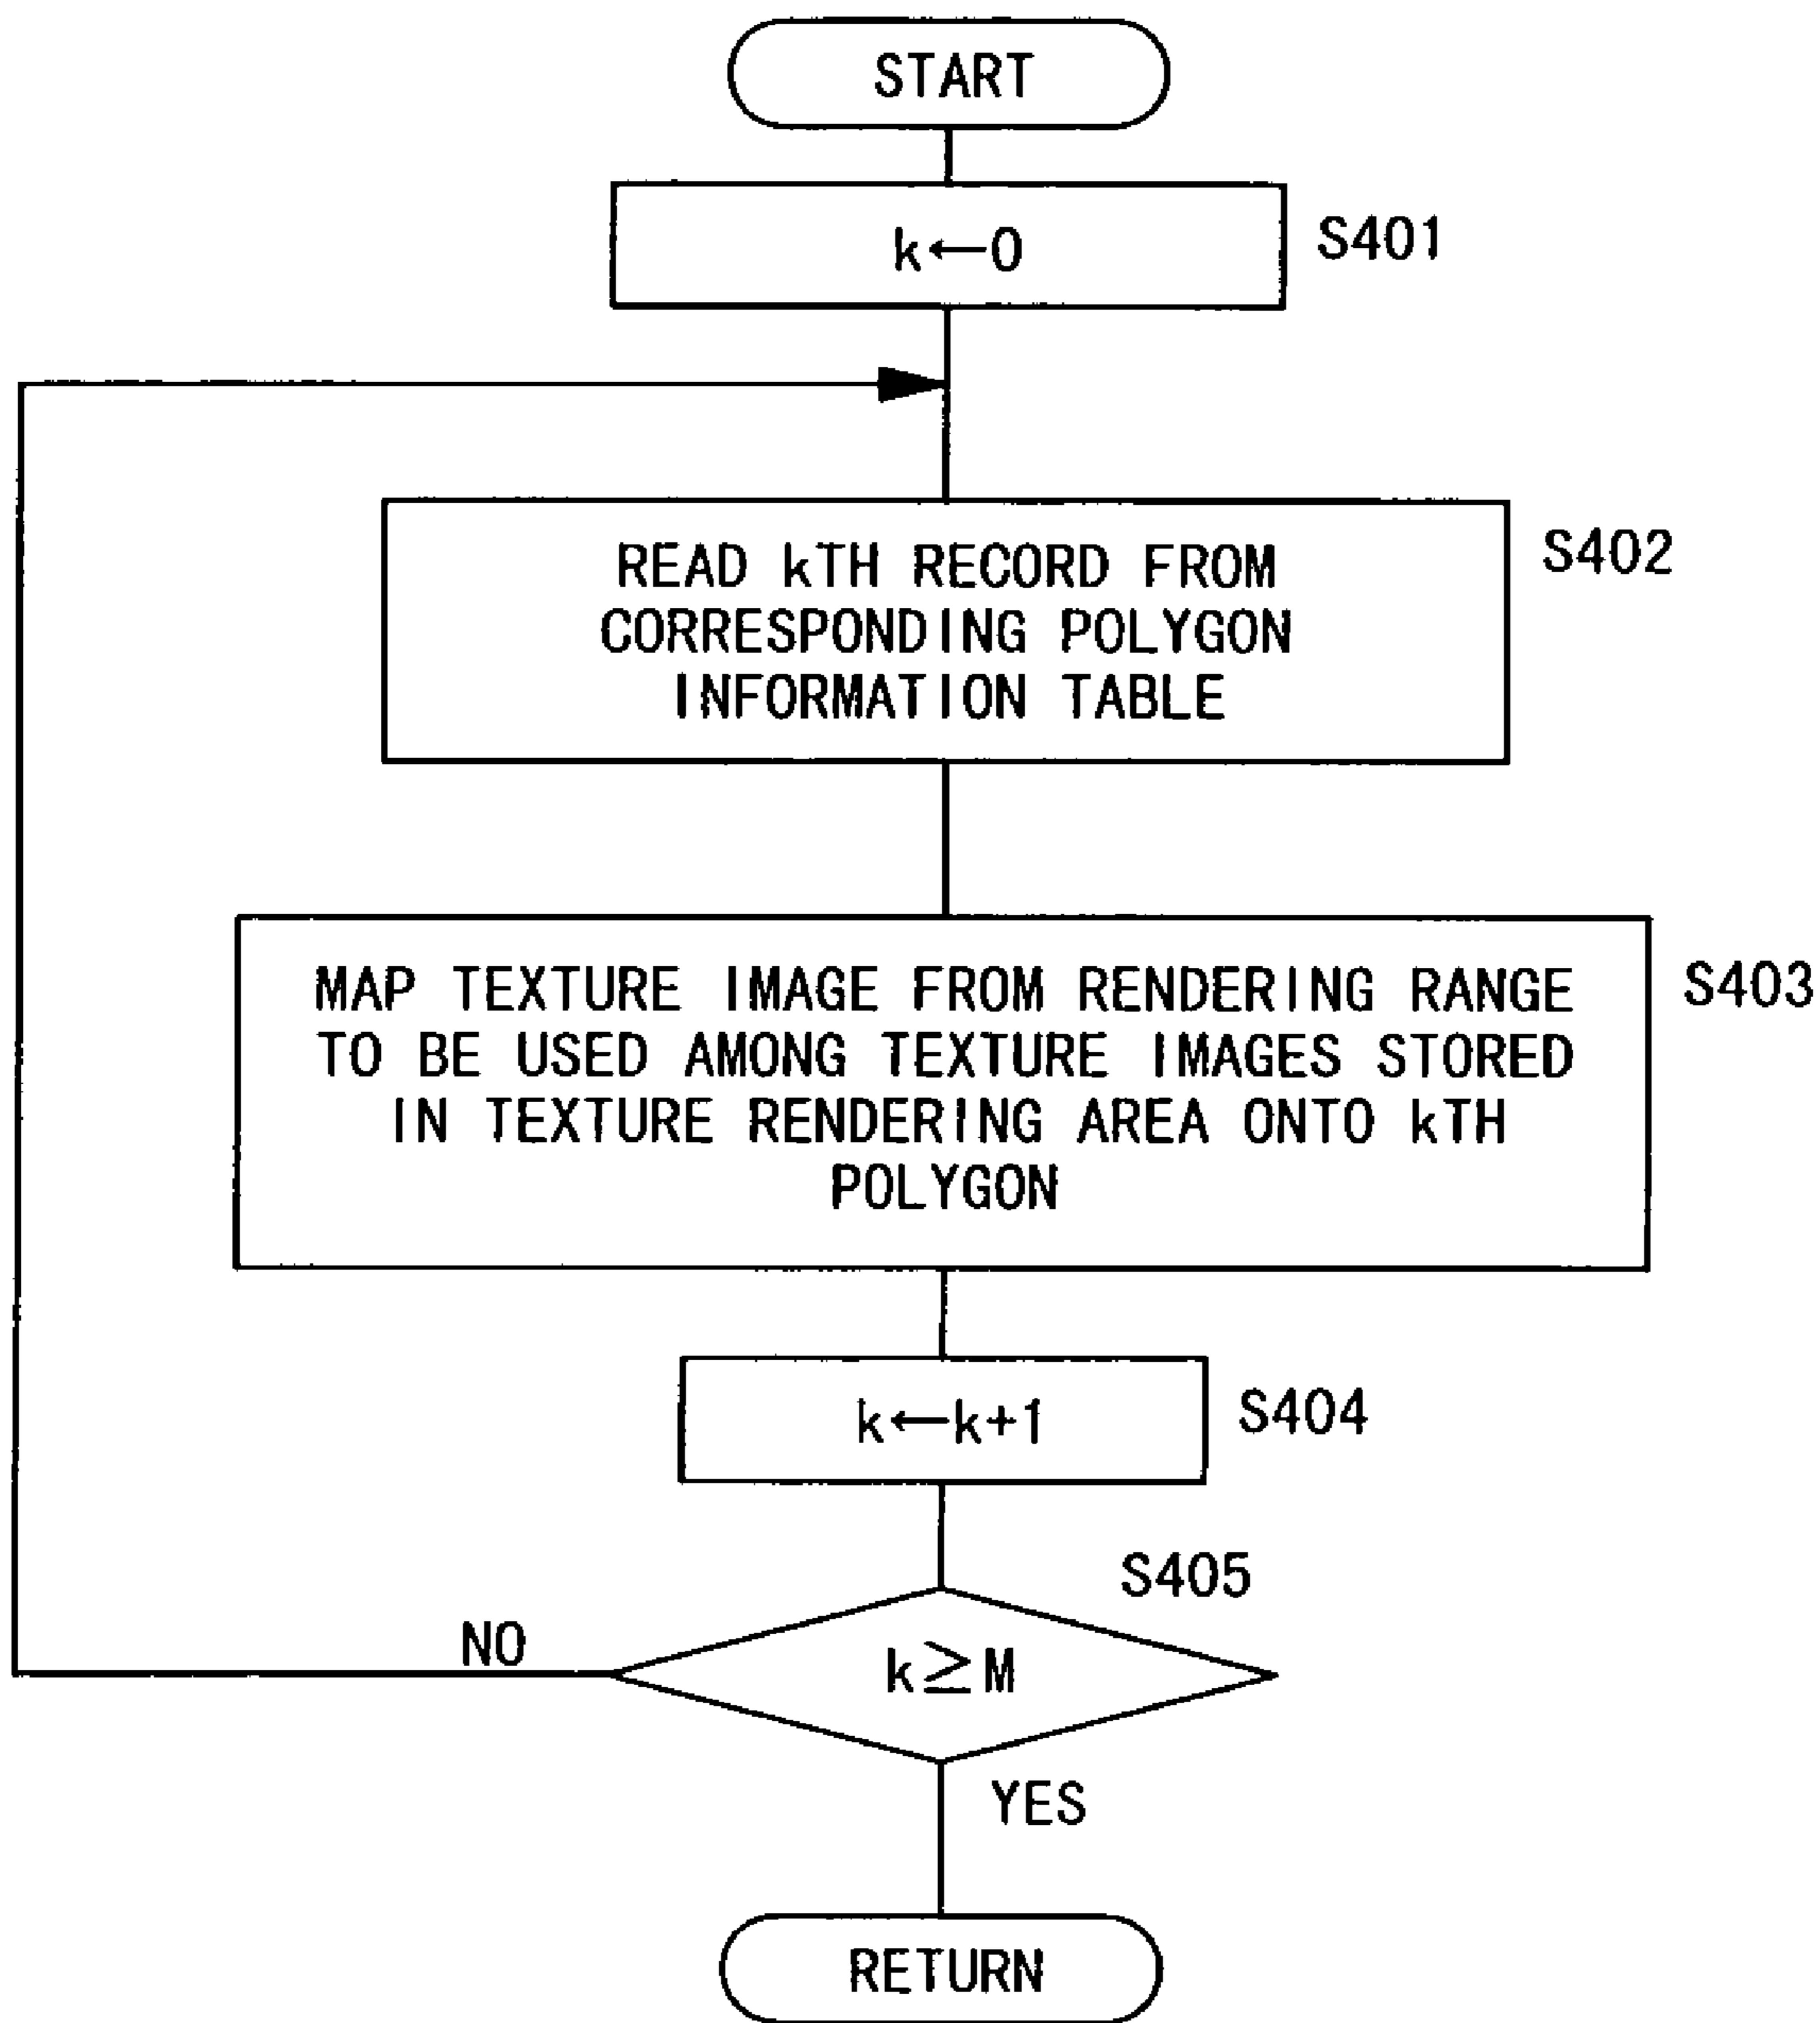 START
k←0
S401
READ kTH RECORD FROM
CORRESPONDING POLYGON
INFORMATION TABLE
S402
MAP TEXTURE IMAGE FROM RENDERING RANGE
TO BE USED AMONG TEXTURE IMAGES STORED
IN TEXTURE RENDERING AREA ONTO kTH
POLYGON
S403
k←k+1
S404
S405
k≧M
NO
YES
RETURN